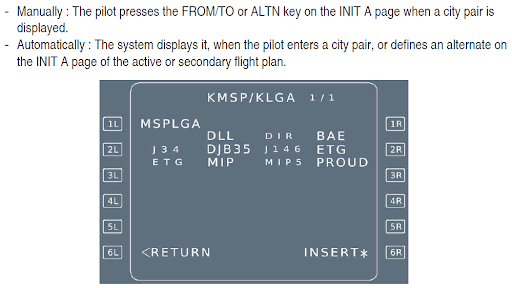 - Manually : The pilot presses the FROM/TO or ALTN key on the INIT A page when a city pair is
displayed.
- Automatically : The system displays it, when the pilot enters a city pair, or defines an alternate on
the INIT A page of the active or secondary flight plan.
KMSP/KLGA 1/1
1L MSPLGA 1R
DLL DIR BAE
2L J34 DJB35 J146 ETG 2R
ETG MIP MIP5 PROUD
3L 3R
4L 4R
5L 5R
6L <RETURN INSERT* 6R